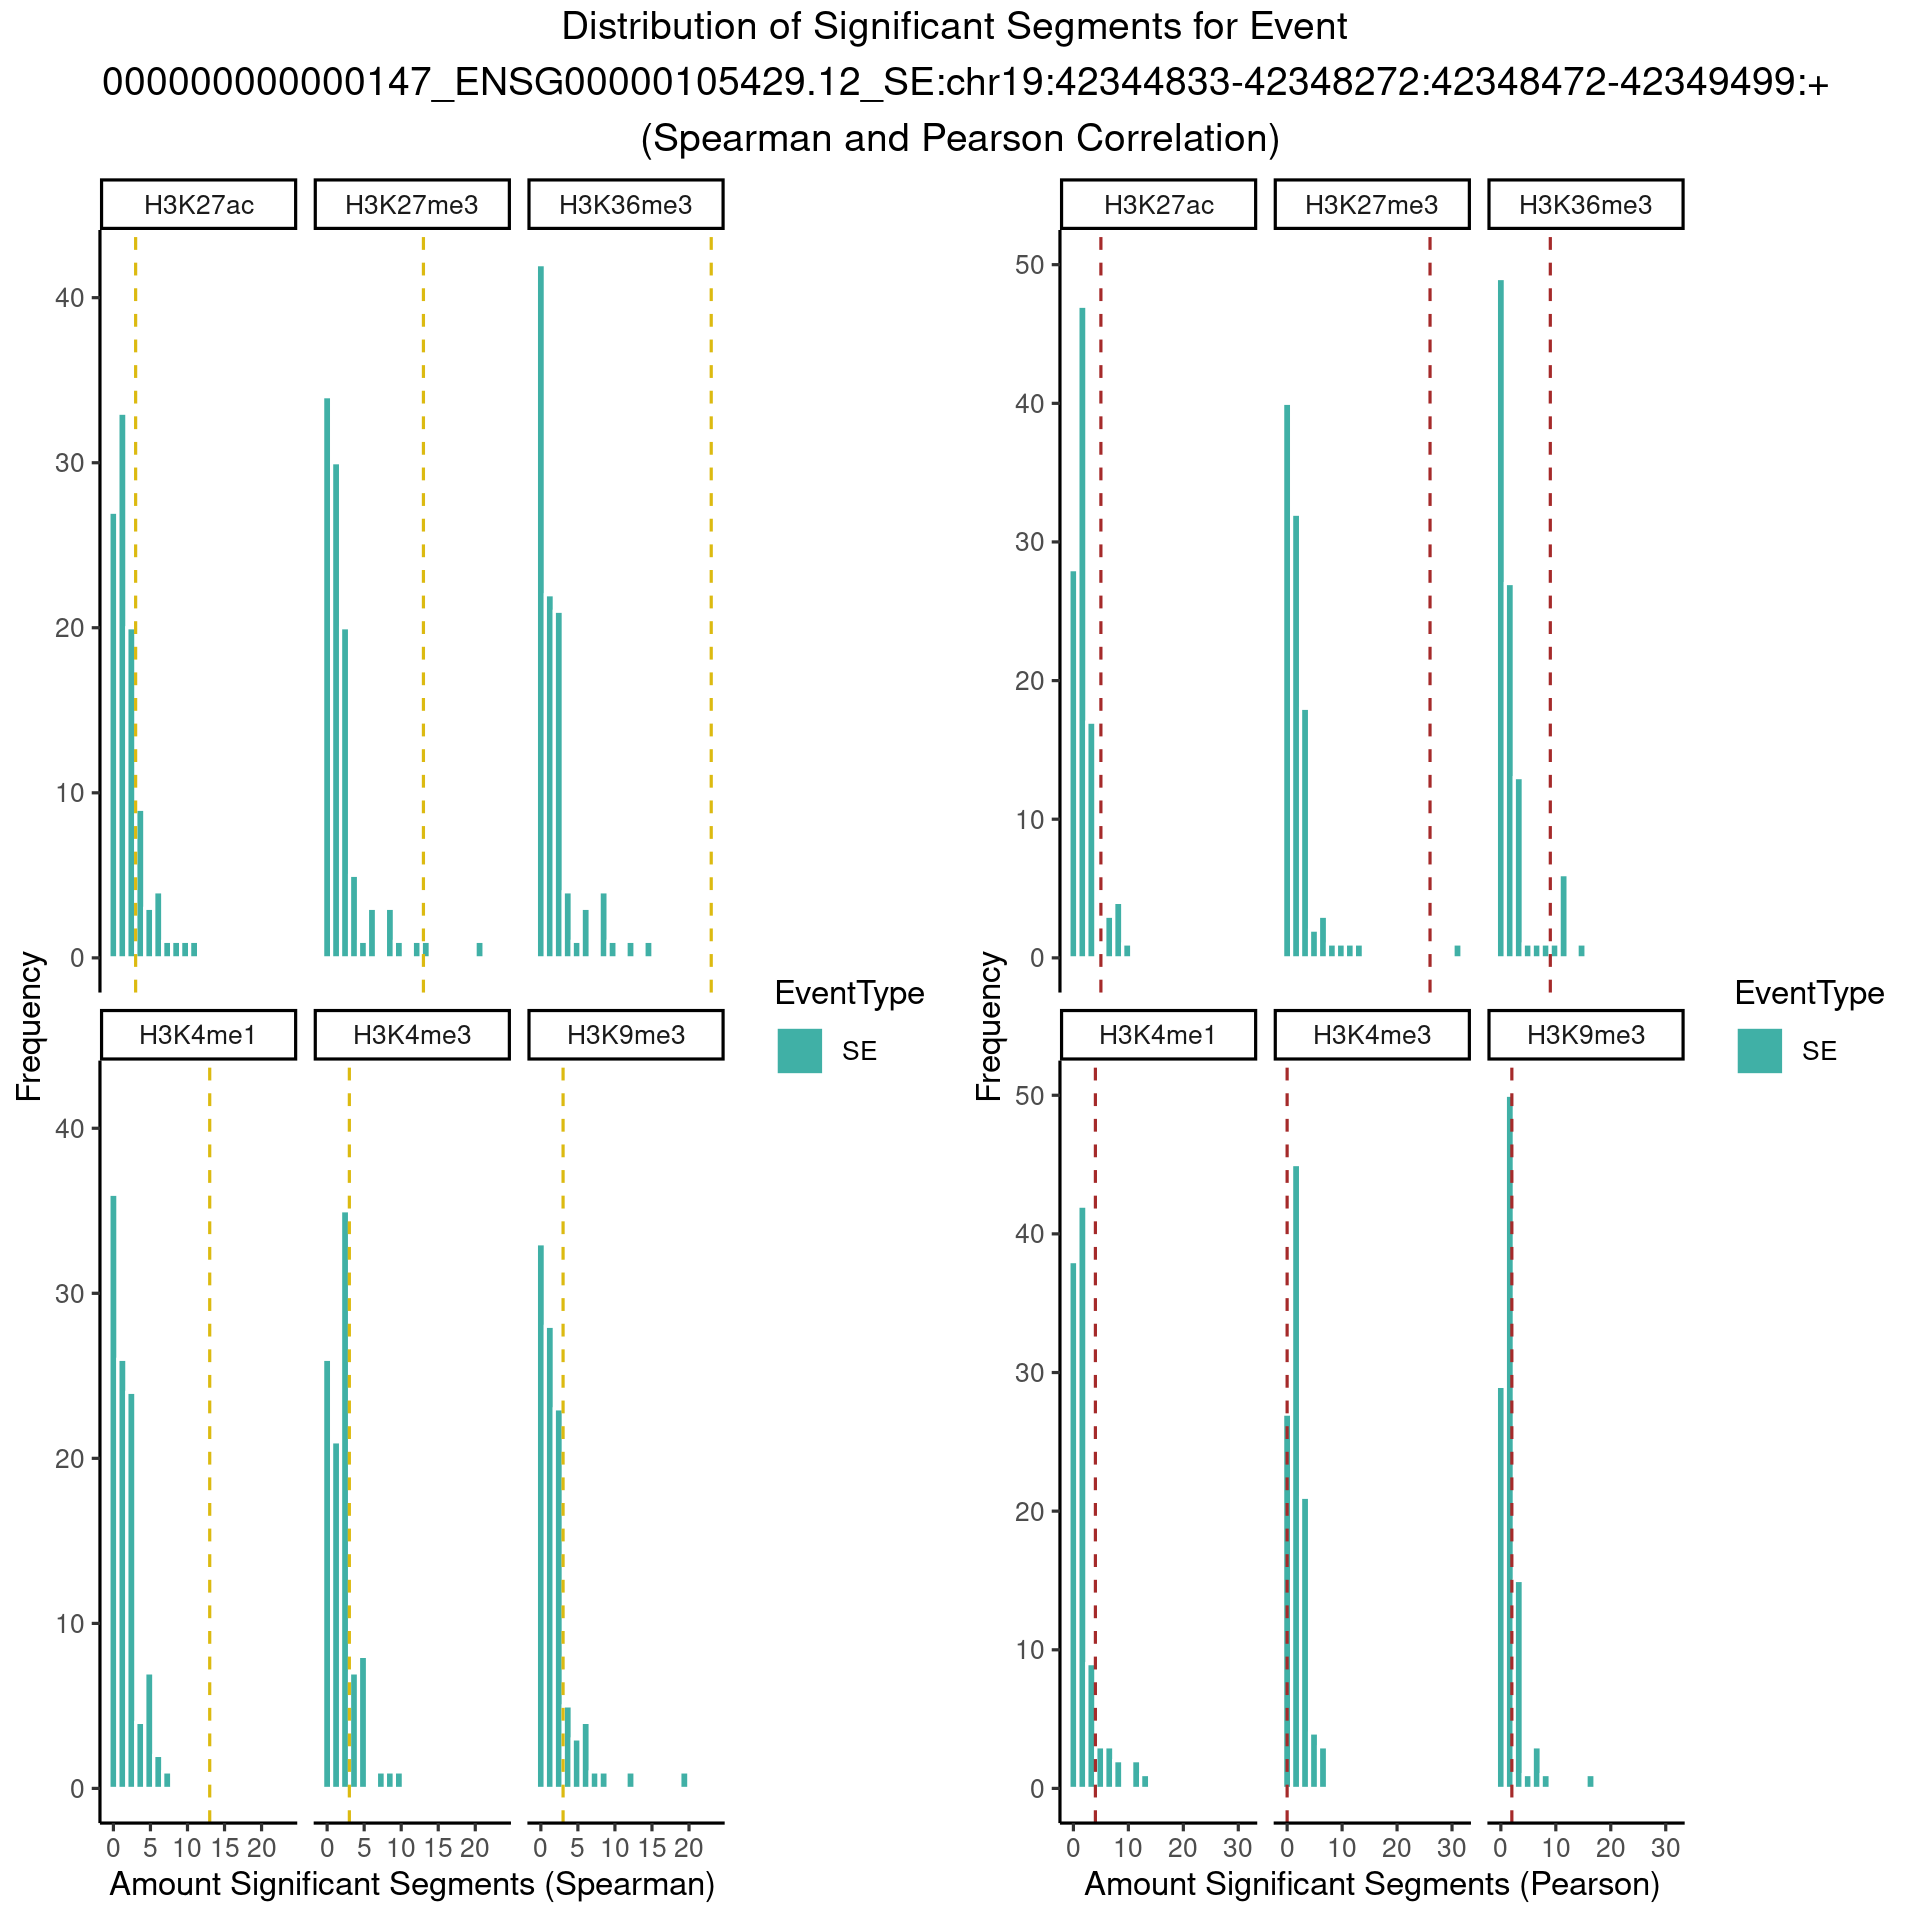 Distribution of Significant Segments for Event
000000000000147_ENSG00000105429.12_SE:chr19:42344833-42348272:42348472-42349499:+
(Spearman and Pearson Correlation)
H3K27ac H3K27me3 H3K36me3
40
30
20
10
0
H3K4me1 H3K4me3 H3K9me3
40
30
20
10
0
0 5 10 15 20 0 5 10 15 20 0 5 10 15 20
Frequency
Amount Significant Segments (Spearman)
EventType
SE
H3K27ac H3K27me3 H3K36me3
50
40
30
20
10
0
H3K4me1 H3K4me3 H3K9me3
50
40
30
20
10
0
0 10 20 30 0 10 20 30 0 10 20 30
Frequency
Amount Significant Segments (Pearson)
EventType
SE